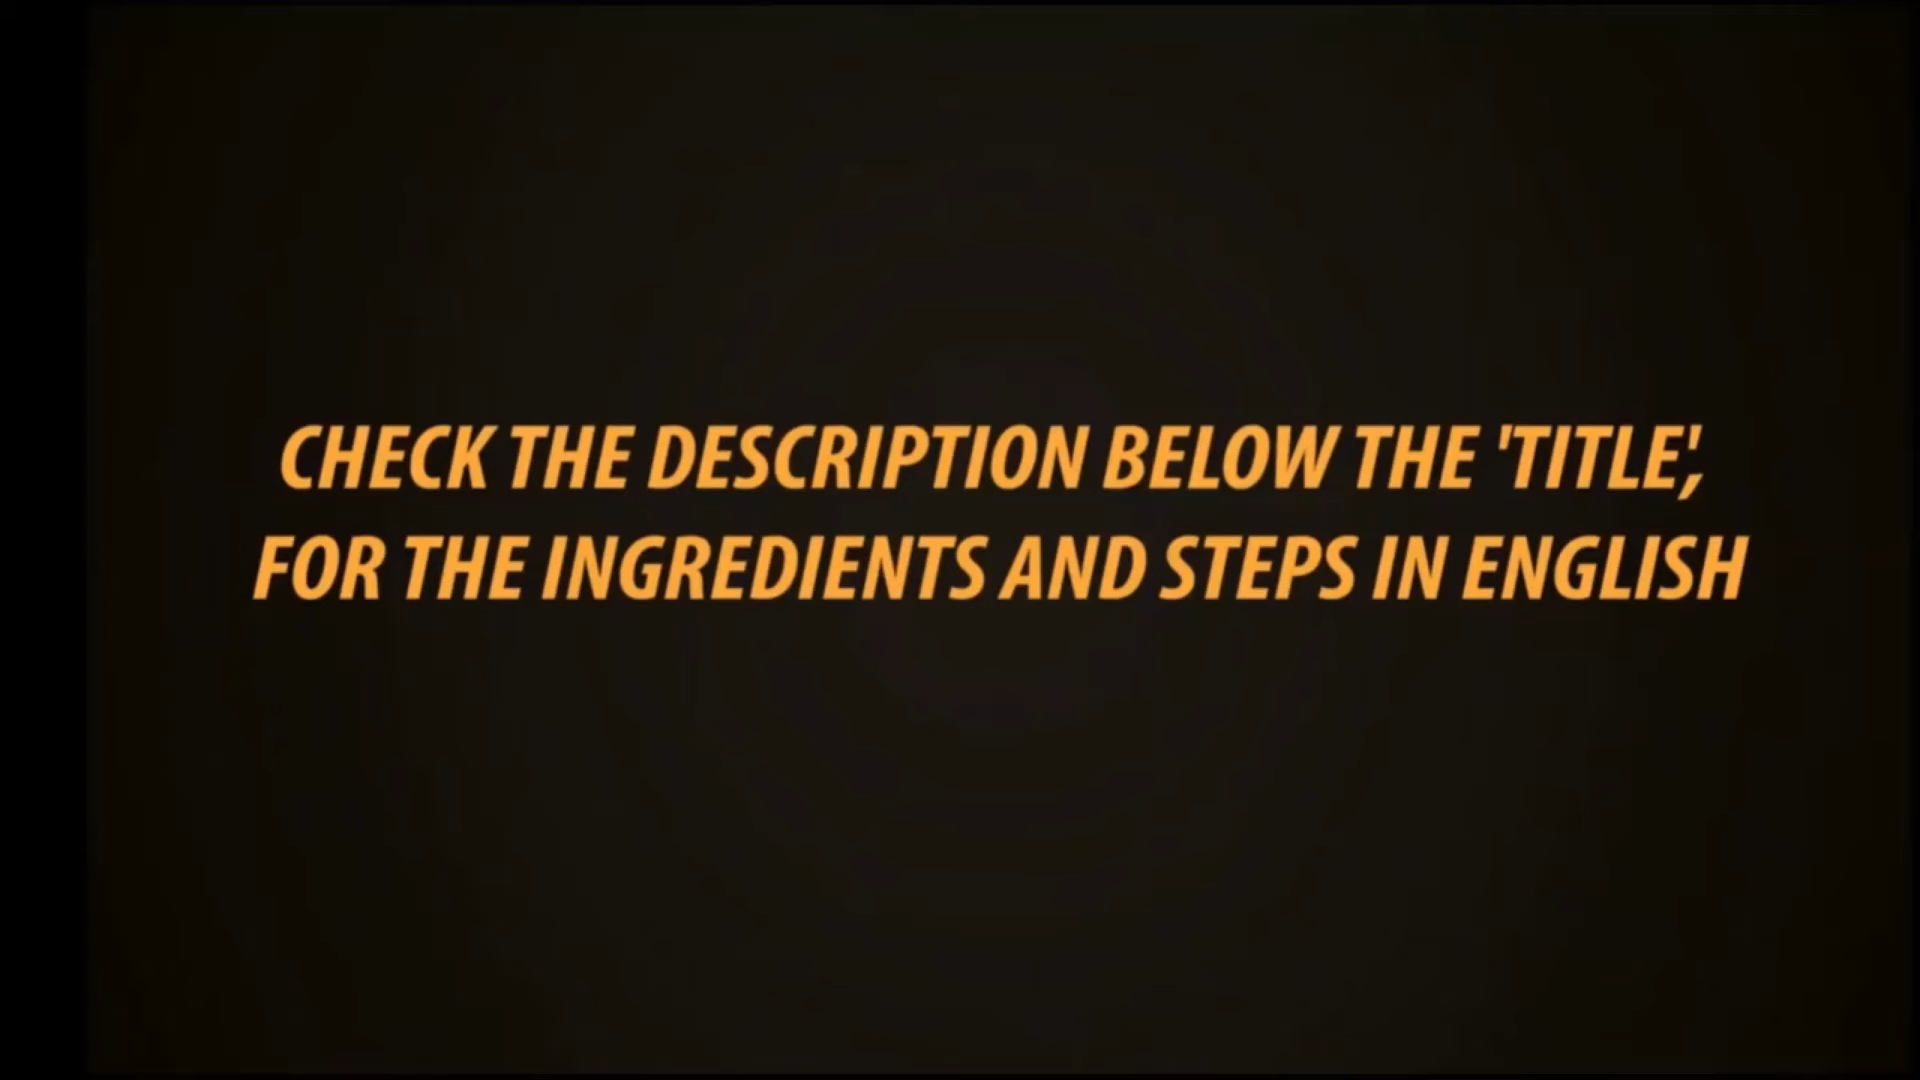 CHECK THE DESCRIPTION BELOW THE 'TITLE',
FOR THE INGREDIENTS AND STEPS IN ENGLISH